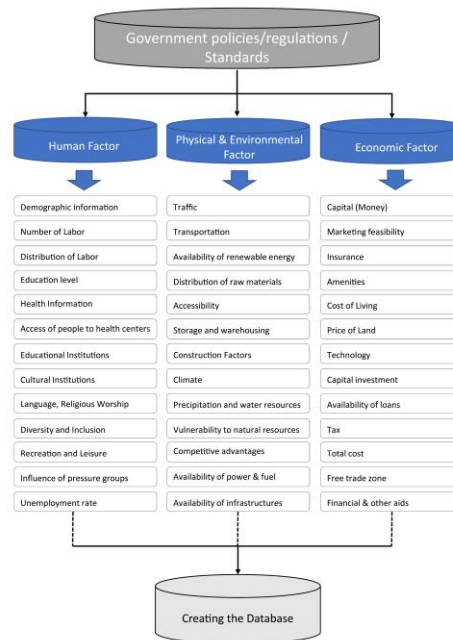 Government policies/regulations /
Standards
Human Factor
Physical & Environmental
Factor
Economic Factor
Demographic Information
Number of Labor
Distribution of Labor
Education level
Health Information
Access of people to health centers
Educational Institutions
Cultural Institutions
Language, Religious Worship
Diversity and Inclusion
Recreation and Leisure
Influence of pressure groups
Unemployment rate
Traffic
Transportation
Availability of renewable energy
Distribution of raw materials
Accessibility
Storage and warehousing
Construction Factors
Climate
Precipitation and water resources
Vulnerability to natural resources
Competitive advantages
Availability of power & fuel
Availability of infrastructures
Capital (Money)
Marketing feasibility
Insurance
Amenities
Cost of Living
Price of Land
Technology
Capital investment
Availability of loans
Tax
Total cost
Free trade zone
Financial & other aids
Creating the Database